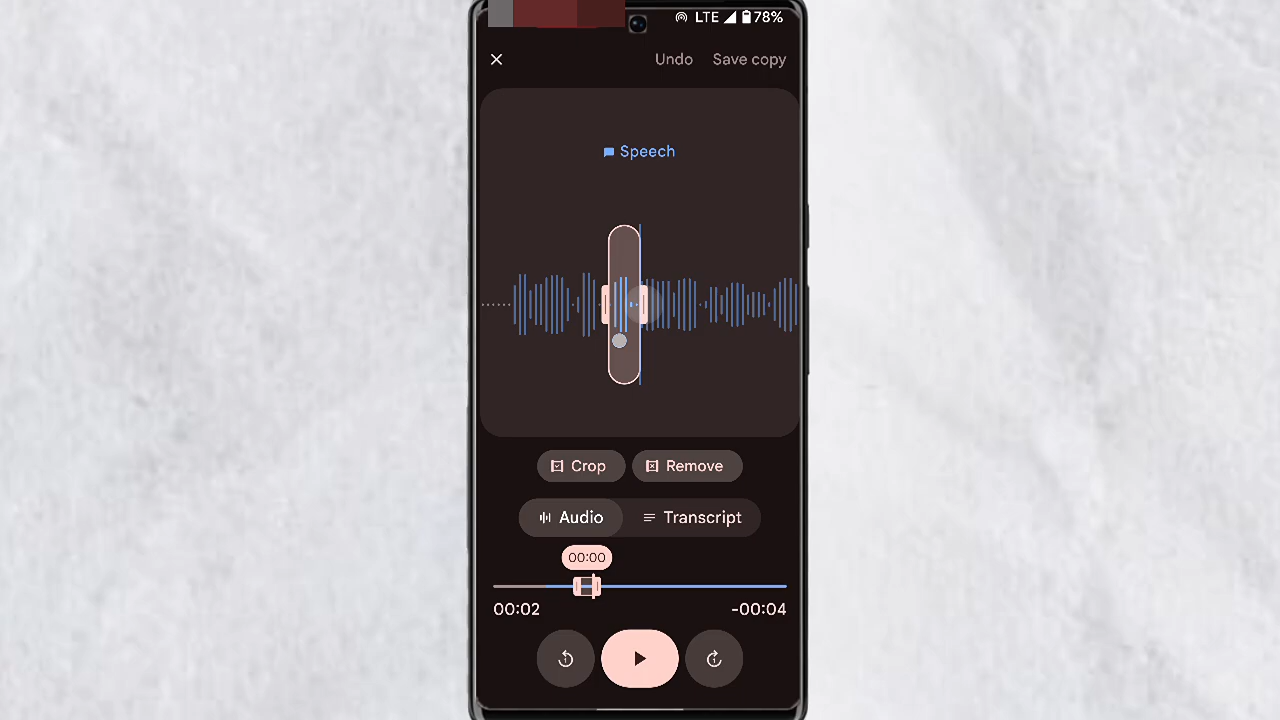 LTE 78%
Undo Save copy
Speech
Crop Remove
Audio Transcript
00:00
00:02 -00:04